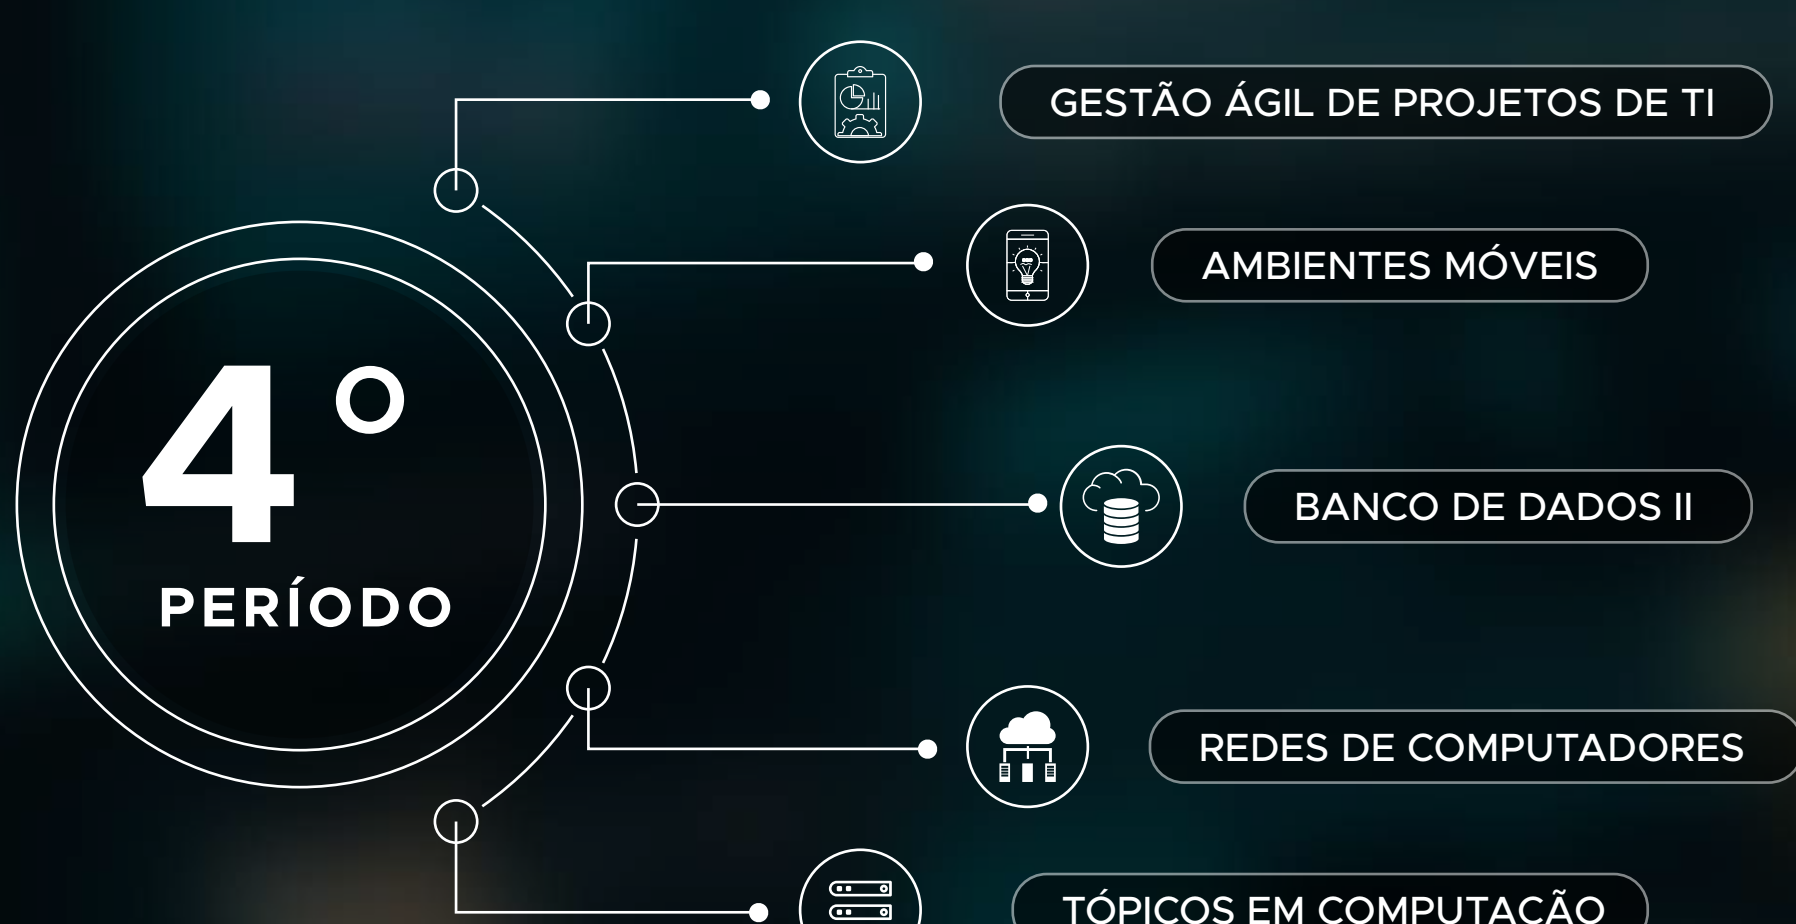 4º
PERÍODO
GESTÃO ÁGIL DE PROJETOS DE TI
AMBIENTES MÓVEIS
BANCO DE DADOS II
REDES DE COMPUTADORES
TÓPICOS EM COMPUTAÇÃO